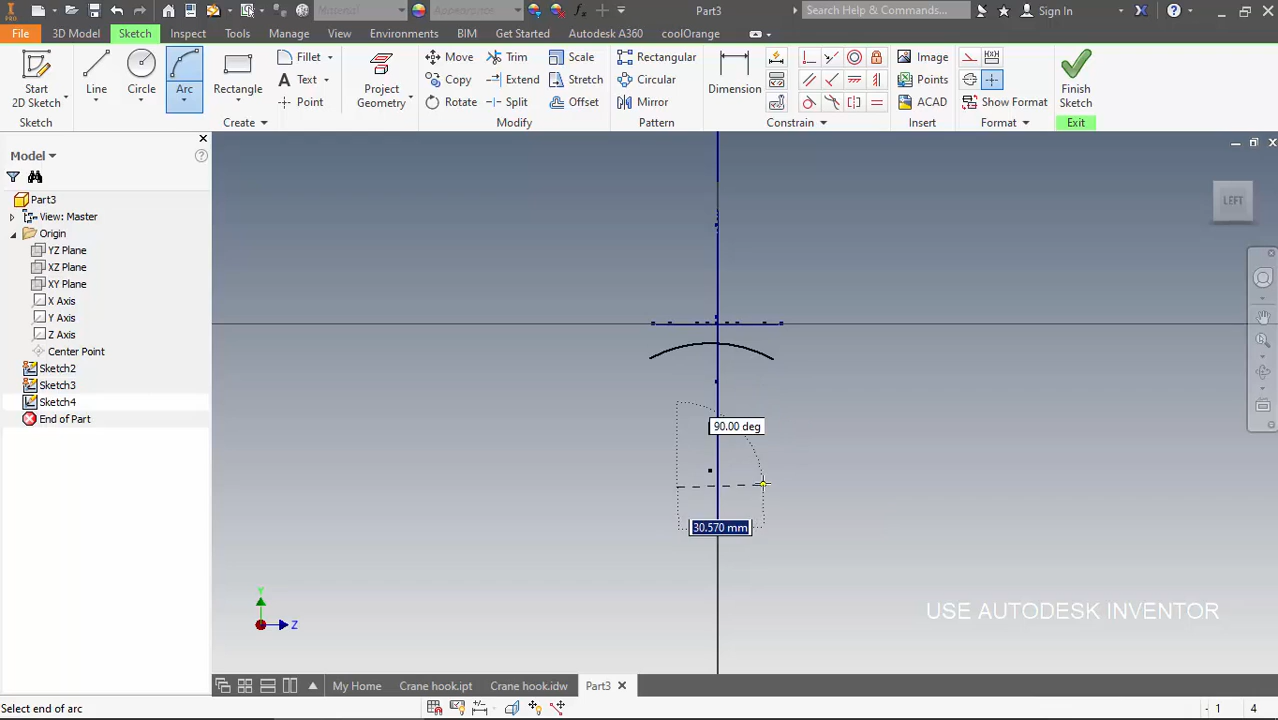 Material
Appearance
Part3
Search Help & Commands...
Sign In
PRO
File
3D Model
Sketch
Inspect
Tools
Manage
View
Environments
BIM
Get Started
Autodesk A360
coolOrange
Start
2D Sketch
Line
Circle
Arc
Rectangle
Fillet
Text
Point
Project
Geometry
Move
Copy
Rotate
Trim
Extend
Split
Scale
Stretch
Offset
Rectangular
Circular
Mirror
Dimension
Image
Points
ACAD
Show Format
Finish
Sketch
Sketch
Create
Modify
Pattern
Constrain
Insert
Format
Exit
Model
Part3
View: Master
Origin
YZ Plane
XZ Plane
XY Plane
X Axis
Y Axis
Z Axis
Center Point
Sketch2
Sketch3
Sketch4
End of Part
LEFT
90.00 deg
30.570 mm
Y
Z
USE AUTODESK INVENTOR
My Home
Crane hook.ipt
Crane hook.idw
Part3
Select end of arc
1
4